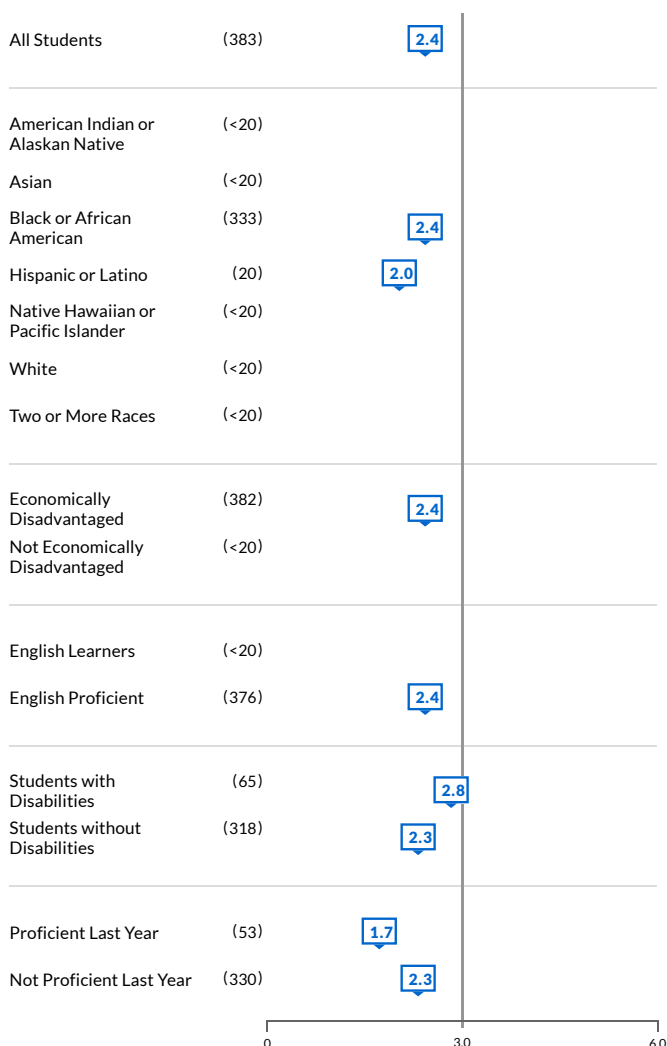 All Students (383) 2.4
American Indian or (<20)
Alaskan Native
Asian (<20)
Black or African (333) 2.4
American
Hispanic or Latino (20) 2.0
Native Hawaiian or (<20)
Pacific Islander
White (<20)
Two or More Races (<20)
Economically (382) 2.4
Disadvantaged
Not Economically (<20)
Disadvantaged
English Learners (<20)
English Proficient (376) 2.4
Students with (65) 2.8
Disabilities
Students without (318) 2.3
Disabilities
Proficient Last Year (53) 1.7
Not Proficient Last Year (330) 2.3
0 3.0 6.0